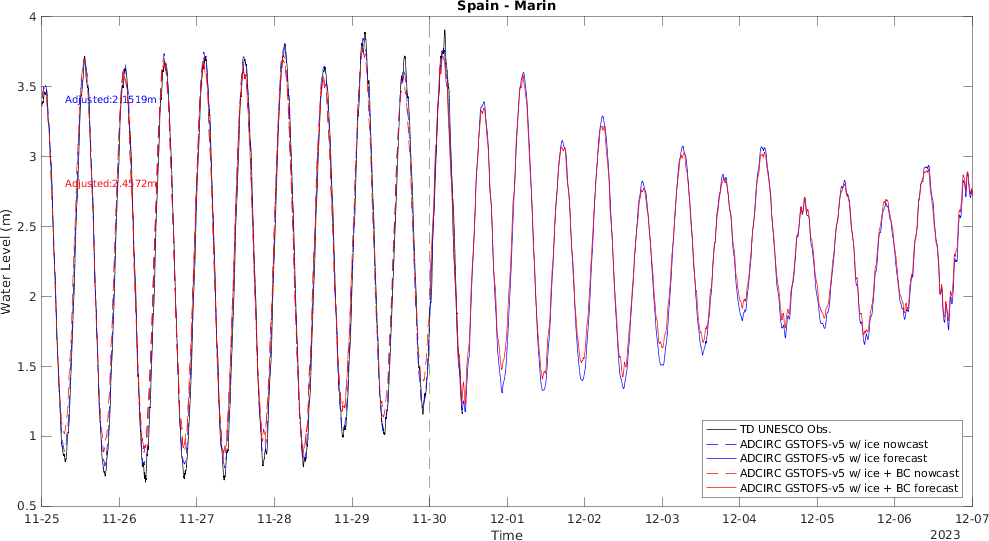 Spain - Marin
4
3.5
3
2.5
2
1.5
1
0.5
Water Level (m)
Adjusted:2.1519m
Adjusted:2.4572m
TD UNESCO Obs.
ADCIRC GSTOFS-v5 w/ ice nowcast
ADCIRC GSTOFS-v5 w/ ice forecast
ADCIRC GSTOFS-v5 w/ ice + BC nowcast
ADCIRC GSTOFS-v5 w/ ice + BC forecast
11-25 11-26 11-27 11-28 11-29 11-30 12-01 12-02 12-03 12-04 12-05 12-06 12-07
Time
2023